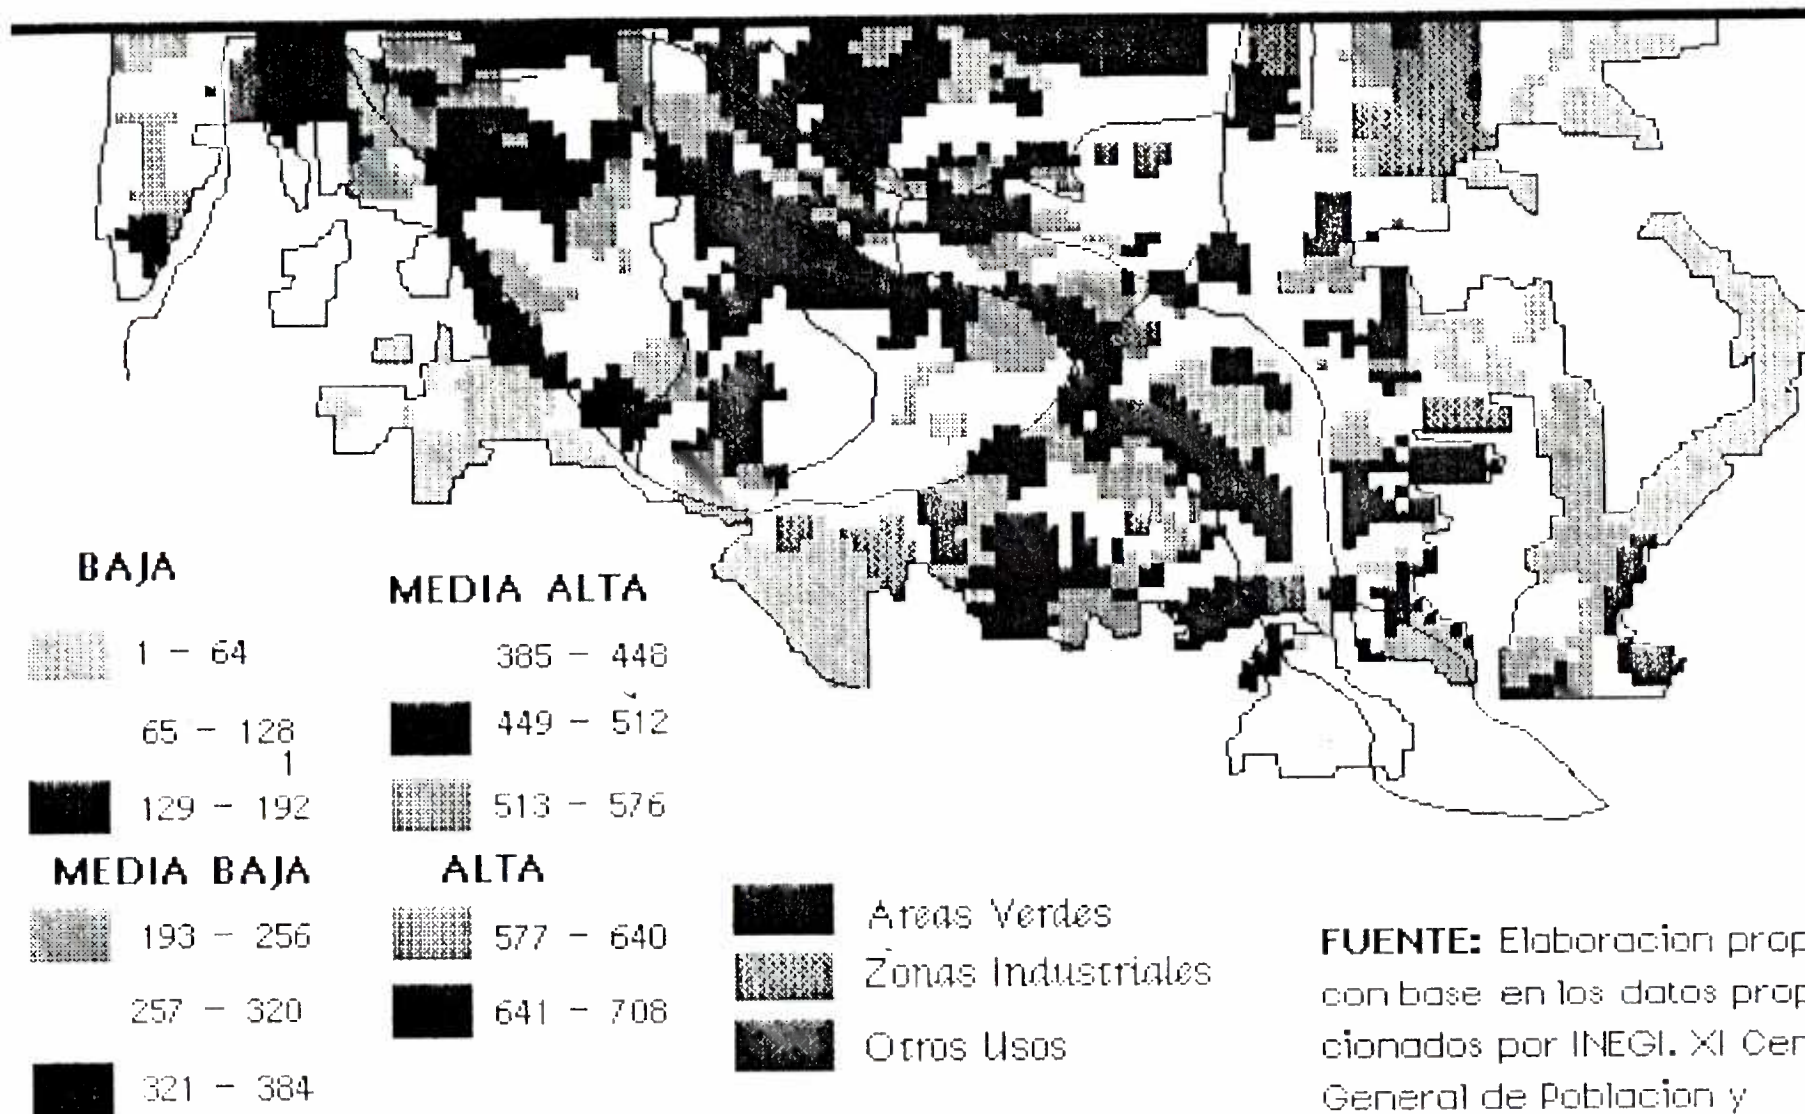 BAJA
1 - 64
65 - 128
1
129 - 192
MEDIA BAJA
193 - 256
257 - 320
321 - 384
MEDIA ALTA
385 - 448
449 - 512
513 - 576
ALTA
577 - 640
641 - 708
Areas Verdes
Zonas Industriales
Otros Usos
FUENTE: Elaboracion prop
con base en los datos prop
cionados por INEGI. XI Cen
General de Poblacion y